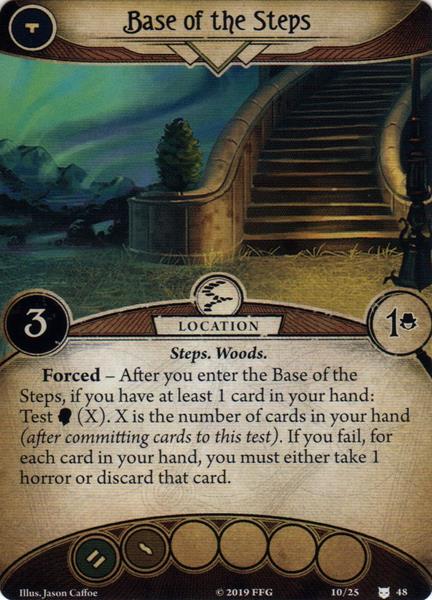 Base of the Steps
3
LOCATION
1
Steps. Woods.
Forced – After you enter the Base of the
Steps, if you have at least 1 card in your hand:
Test (X). X is the number of cards in your hand
(after committing cards to this test). If you fail, for
each card in your hand, you must either take 1
horror or discard that card.
Illus. Jason Caffoe
© 2019 FFG
10/25
48